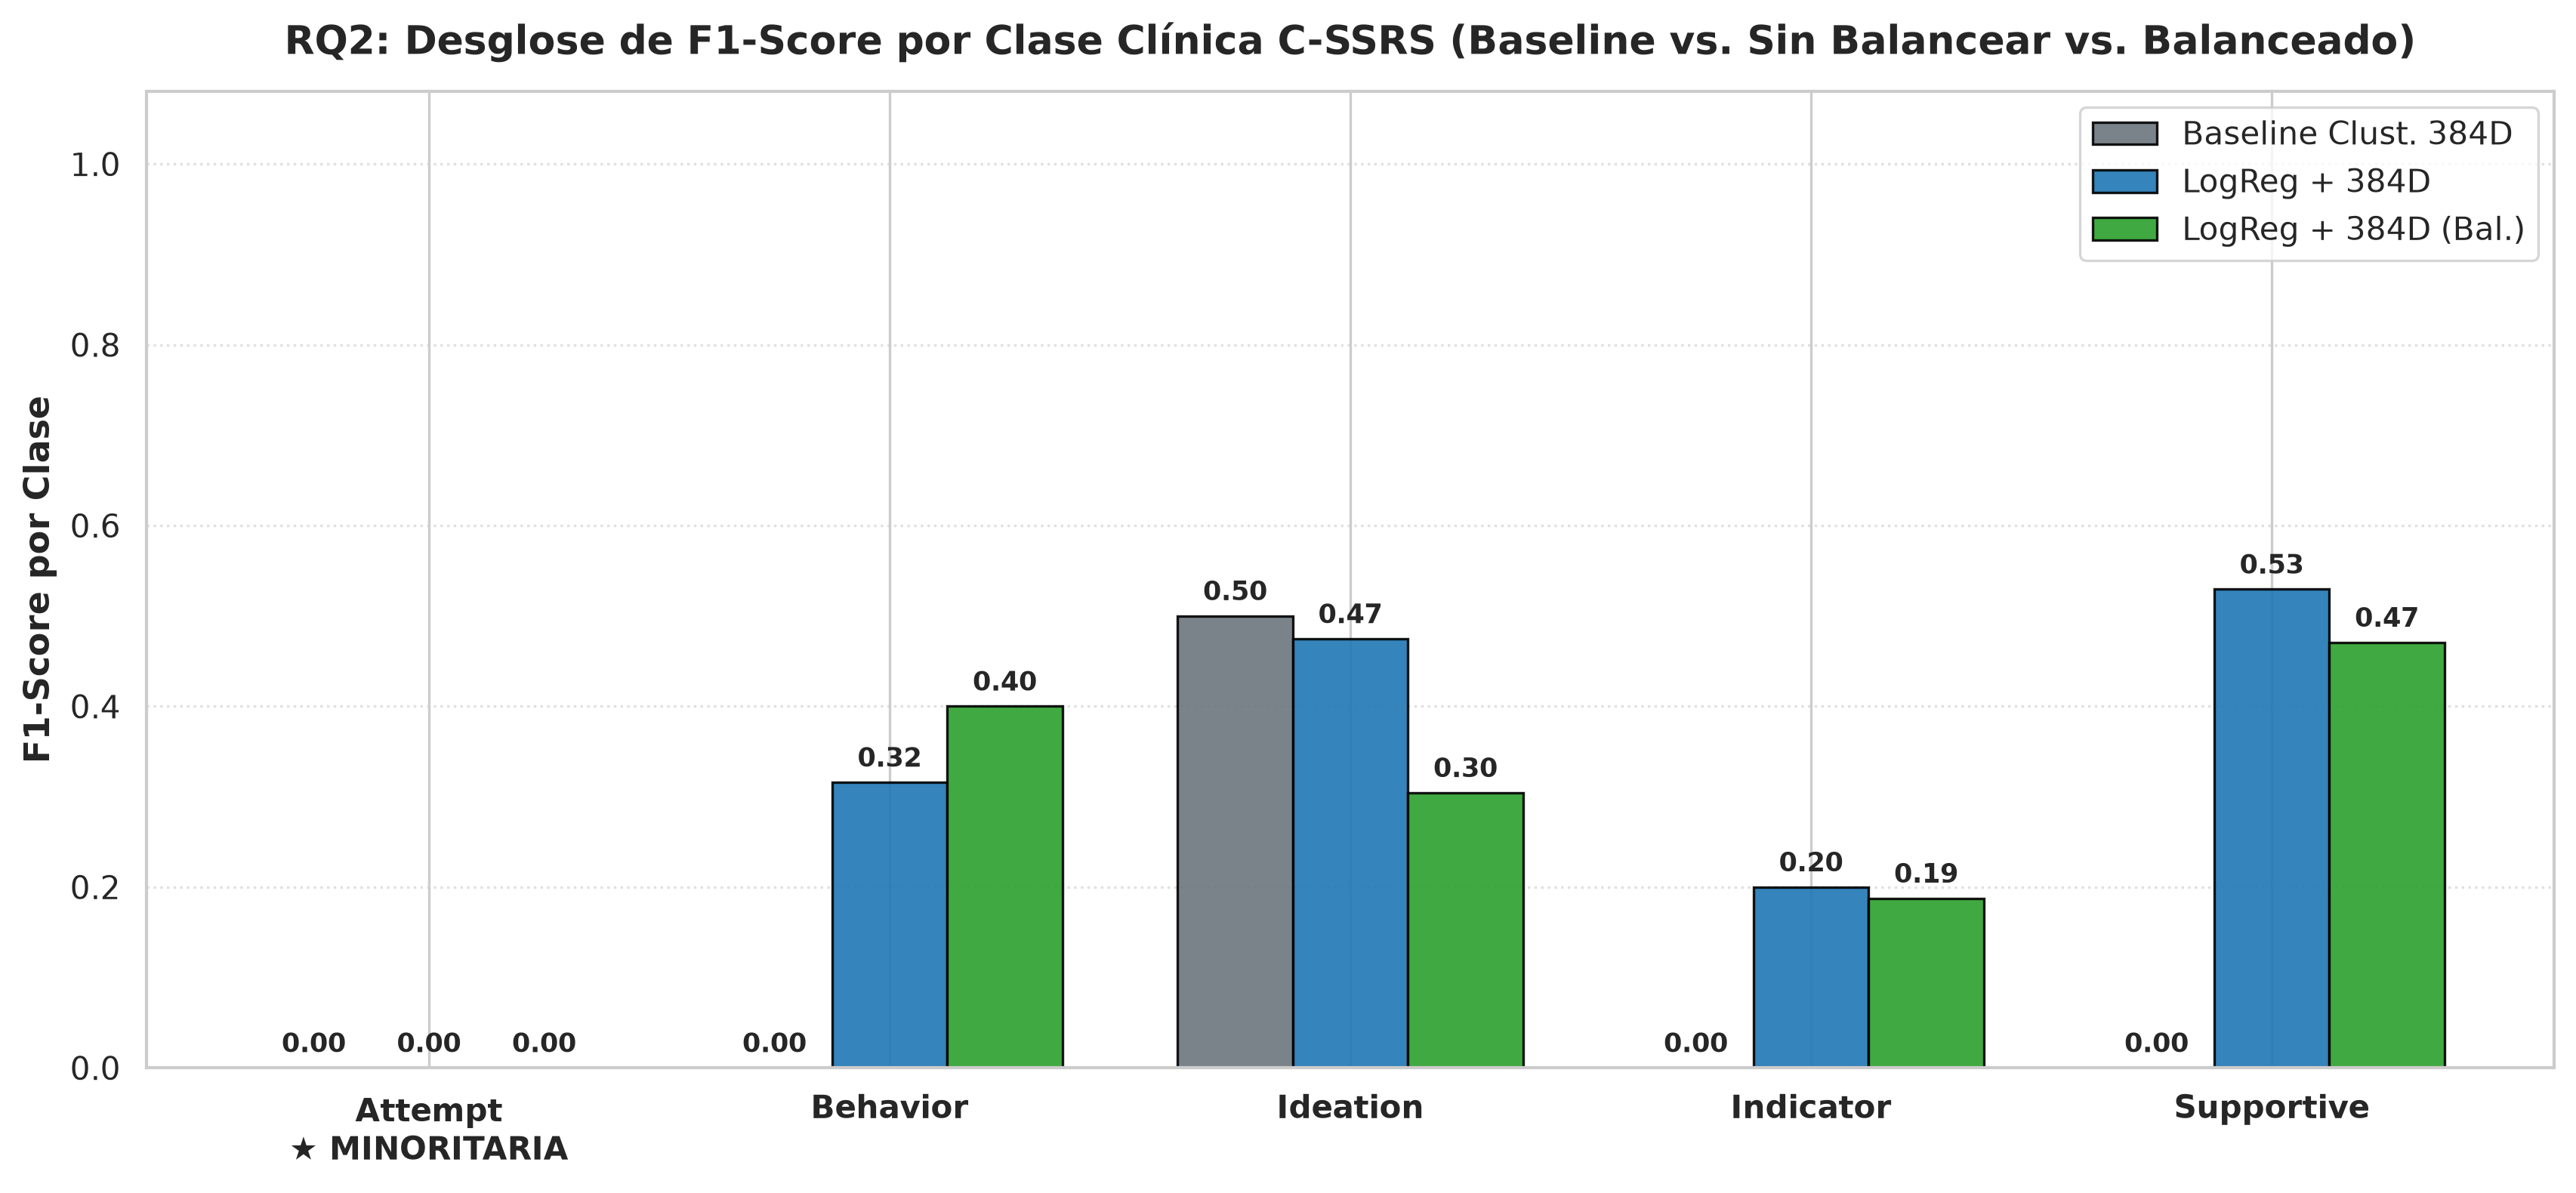 RQ2: Desglose de F1-Score por Clase Clínica C-SSRS (Baseline vs. Sin Balancear vs. Balanceado)
Baseline Clust. 384D
LogReg + 384D
LogReg + 384D (Bal.)
F1-Score por Clase
1.0
0.8
0.6
0.4
0.2
0.0
0.00
0.00
0.00
0.00
0.32
0.40
0.50
0.47
0.30
0.00
0.20
0.19
0.00
0.53
0.47
Attempt
★ MINORITARIA
Behavior
Ideation
Indicator
Supportive